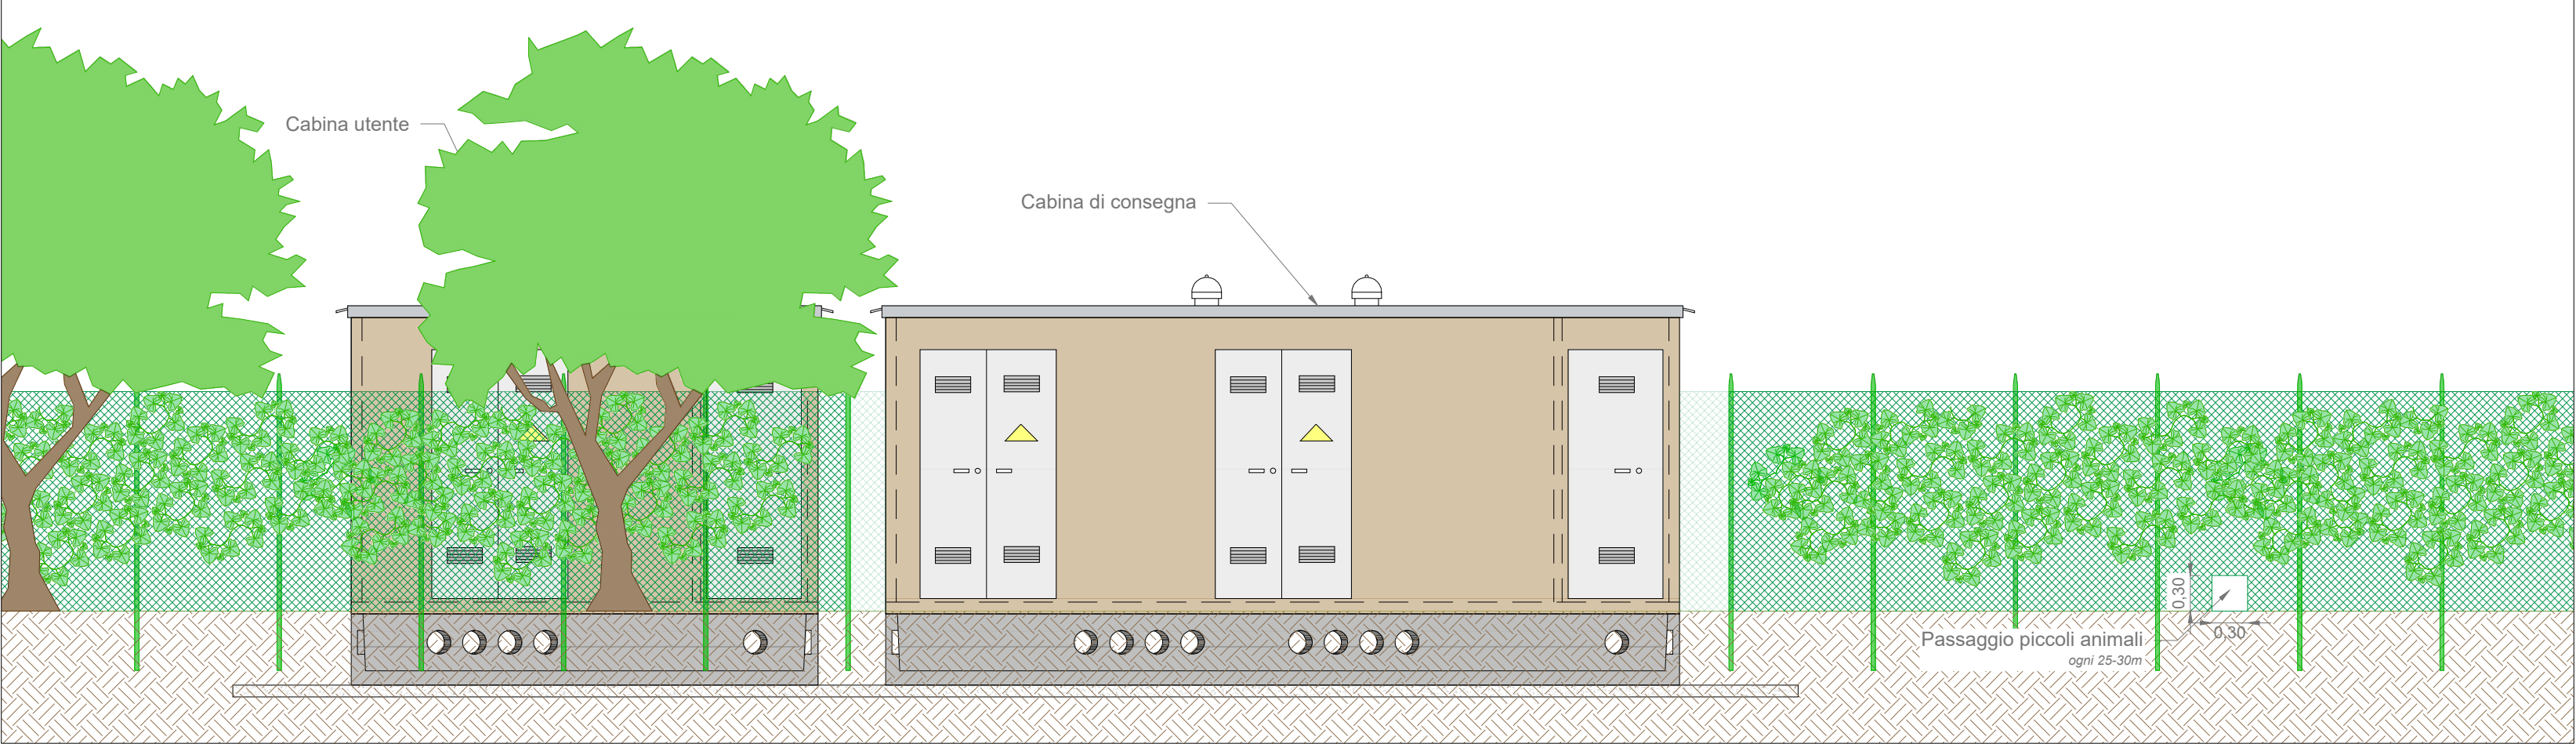 Cabina utente
Cabina di consegna
0,30
0,30
Passaggio piccoli animali
ogni 25-30m